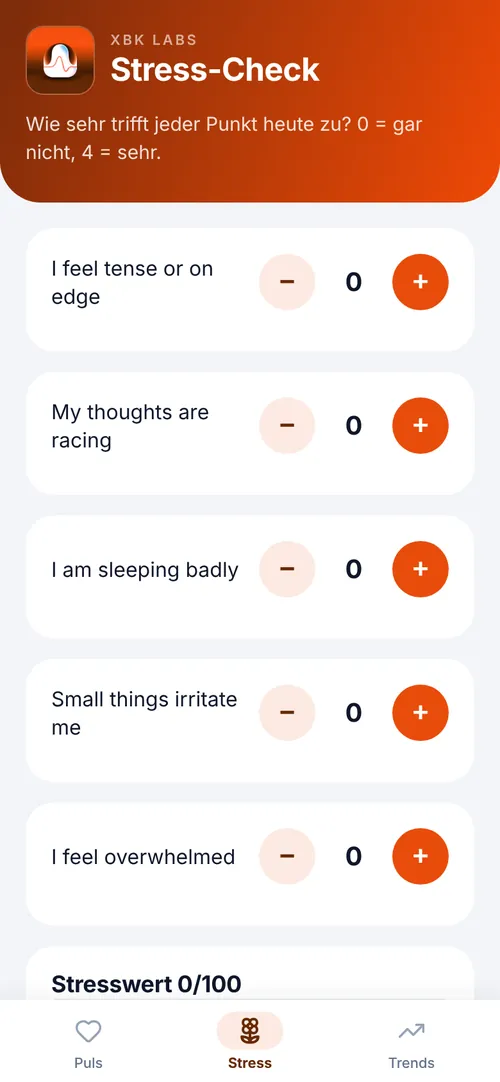 XBK LABS
Stress-Check
Wie sehr trifft jeder Punkt heute zu? 0 = gar
nicht, 4 = sehr.
I feel tense or on
edge
− 0 +
My thoughts are
racing
− 0 +
I am sleeping badly − 0 +
Small things irritate
me
− 0 +
I feel overwhelmed − 0 +
Stresswert 0/100
Puls Stress Trends